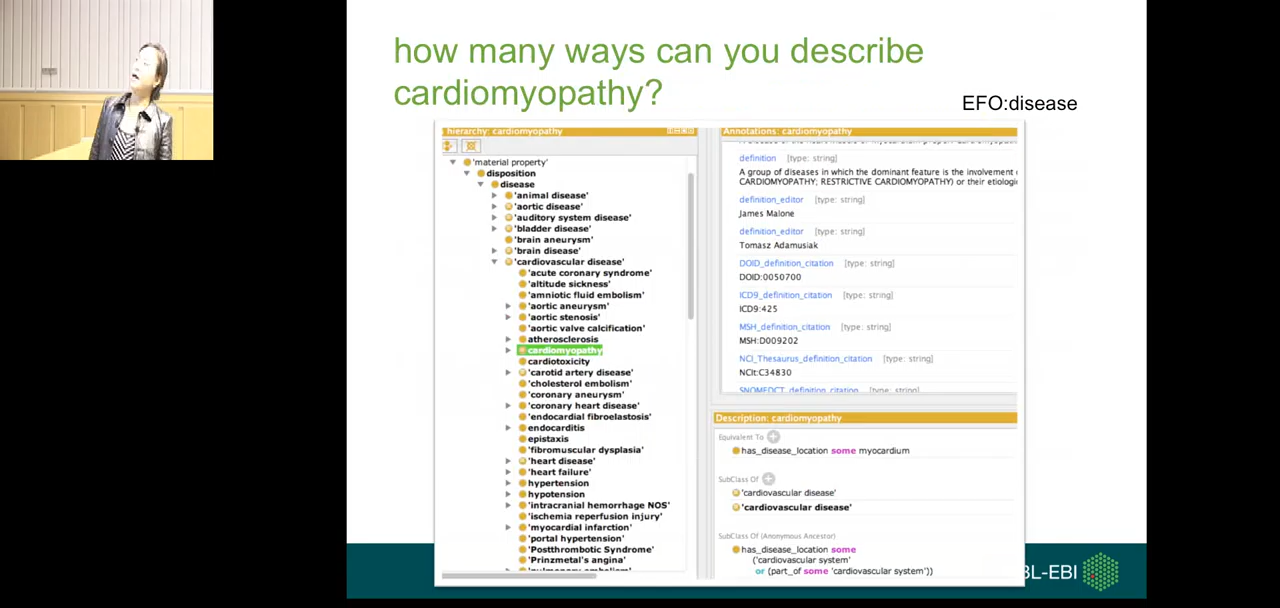 how many ways can you describe
cardiomyopathy?
EFO:disease
hierarchy: cardiomyopathy
'material property'
disposition
disease
'animal disease'
'aortic disease'
'auditory system disease'
'bladder disease'
'brain aneurysm'
'brain disease'
'cardiovascular disease'
'acute coronary syndrome'
'altitude sickness'
'amniotic fluid embolism'
'aortic aneurysm'
'aortic stenosis'
'aortic valve calcification'
atherosclerosis
cardiomyopathy
cardiotoxicity
'carotid artery disease'
'cholesterol embolism'
'coronary aneurysm'
'coronary heart disease'
'endocardial fibroelastosis'
endocarditis
epistaxis
'fibromuscular dysplasia'
'heart disease'
'heart failure'
hypertension
hypotension
'intracranial hemorrhage NOS'
'ischemia reperfusion injury'
'myocardial infarction'
'portal hypertension'
'Postthrombotic Syndrome'
'Prinzmetal's angina'
'pulmonary embolism'
Annotations: cardiomyopathy
definition [type: string]
A group of diseases in which the dominant feature is the involvement o
CARDIOMYOPATHY; RESTRICTIVE CARDIOMYOPATHY) or their etiologi
definition_editor [type: string]
James Malone
definition_editor [type: string]
Tomasz Adamusiak
DOID_definition_citation [type: string]
DOID:0050700
ICD9_definition_citation [type: string]
ICD9:425
MSH_definition_citation [type: string]
MSH:D009202
NCI_Thesaurus_definition_citation [type: string]
NCIt:C34830
SNOMEDCT_definition_citation [type: string]
Description: cardiomyopathy
Equivalent To
has_disease_location some myocardium
SubClass Of
'cardiovascular disease'
'cardiovascular disease'
SubClass Of (Anonymous Ancestor)
has_disease_location some
('cardiovascular system'
or (part_of some 'cardiovascular system'))
BL-EBI